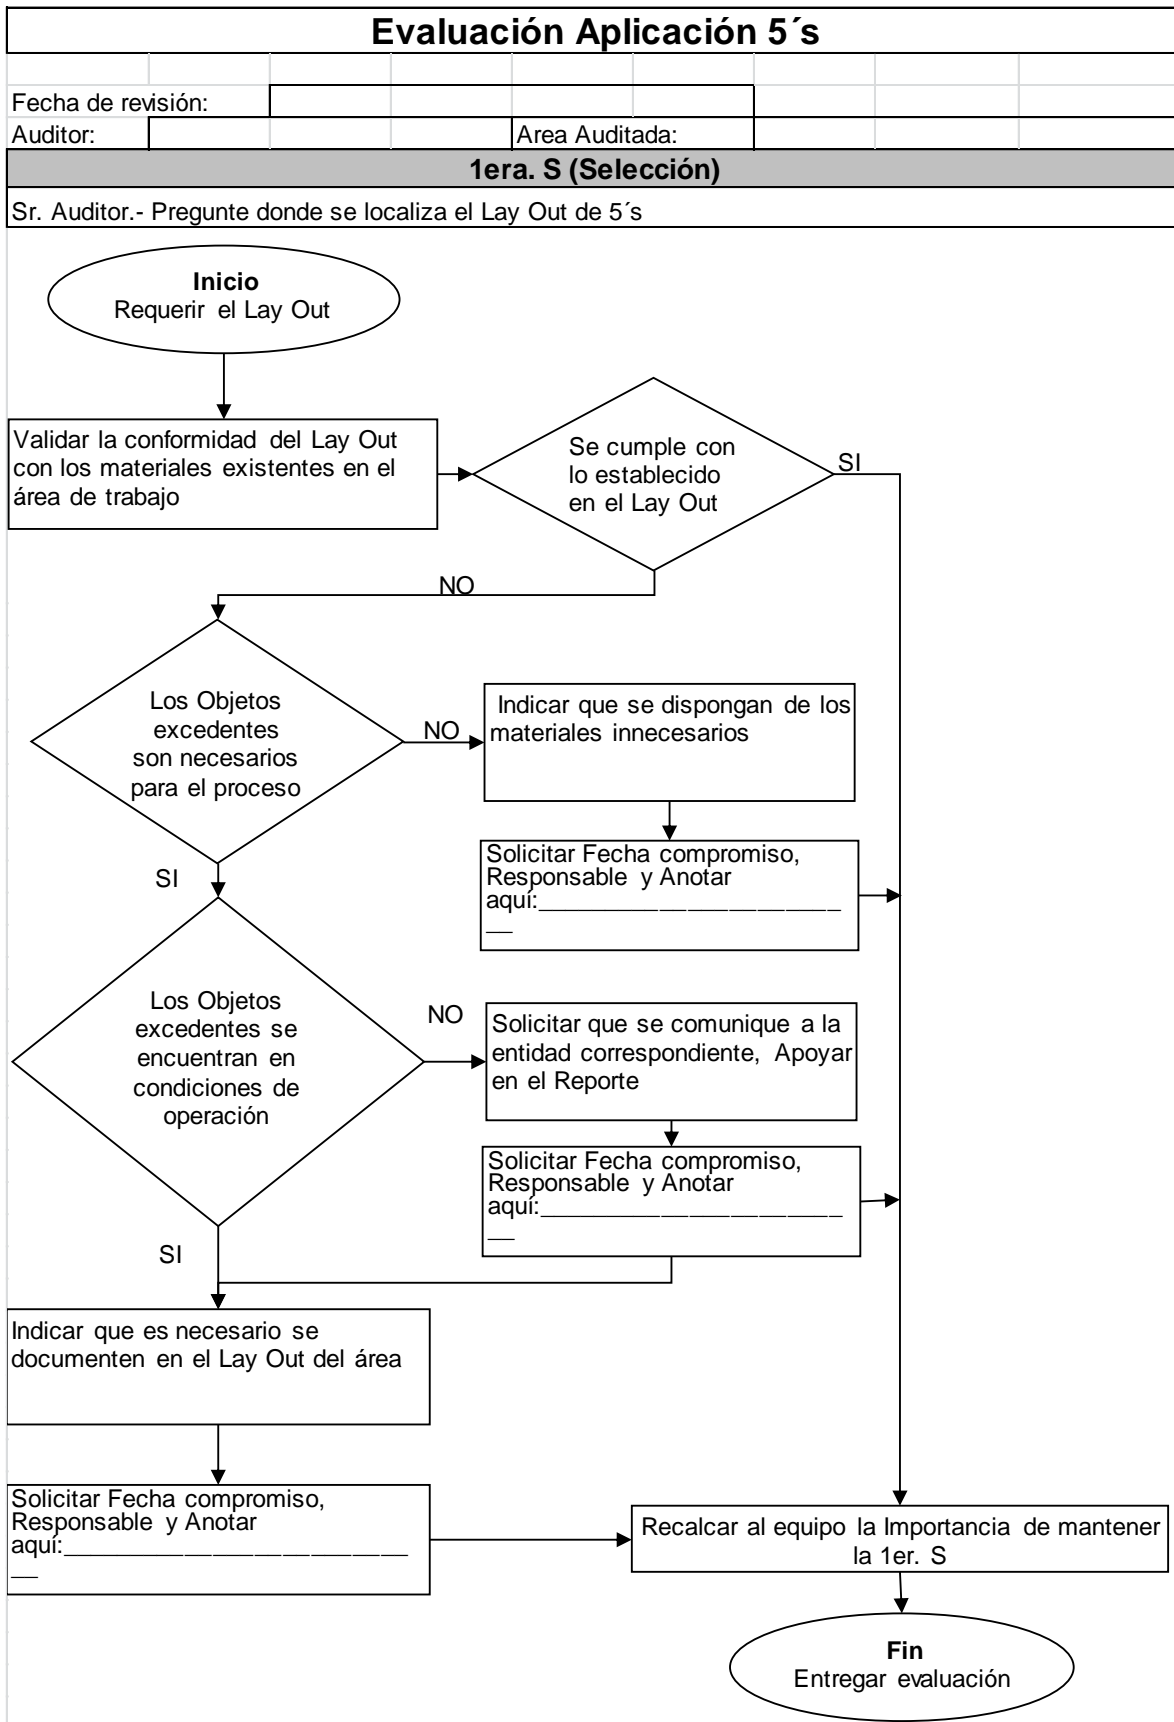 Evaluación Aplicación 5´s
Fecha de revisión:
Auditor:
Area Auditada:
1era. S (Selección)
Sr. Auditor.- Pregunte donde se localiza el Lay Out de 5´s
Inicio
Requerir el Lay Out
Validar la conformidad del Lay Out
con los materiales existentes en el
área de trabajo
Se cumple con
lo establecido
en el Lay Out
SI
NO
Los Objetos
excedentes
son necesarios
para el proceso
NO
Indicar que se dispongan de los
materiales innecesarios
Solicitar Fecha compromiso,
Responsable y Anotar
aquí:_______________________
__
SI
Los Objetos
excedentes se
encuentran en
condiciones de
operación
NO
Solicitar que se comunique a la
entidad correspondiente, Apoyar
en el Reporte
Solicitar Fecha compromiso,
Responsable y Anotar
aquí:_______________________
__
SI
Indicar que es necesario se
documenten en el Lay Out del área
Solicitar Fecha compromiso,
Responsable y Anotar
aquí:__________________________
__
Recalcar al equipo la Importancia de mantener
la 1er. S
Fin
Entregar evaluación